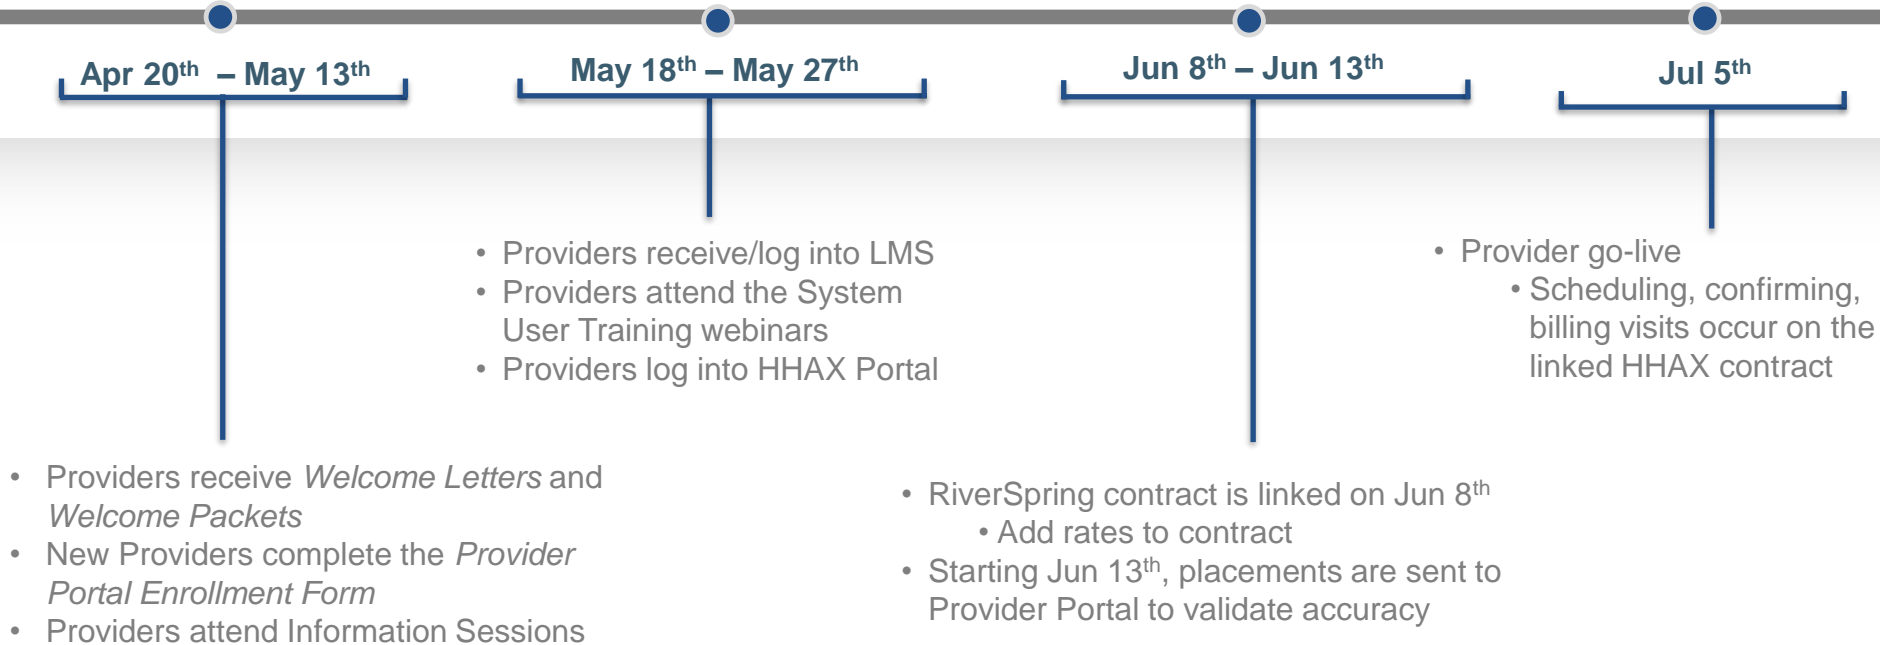 Apr 20th – May 13th
May 18th – May 27th
Jun 8th – Jun 13th
Jul 5th
• Providers receive Welcome Letters and
Welcome Packets
• New Providers complete the Provider
Portal Enrollment Form
• Providers attend Information Sessions
• Providers receive/log into LMS
• Providers attend the System
User Training webinars
• Providers log into HHAX Portal
• RiverSpring contract is linked on Jun 8th
• Add rates to contract
• Starting Jun 13th, placements are sent to
Provider Portal to validate accuracy
• Provider go-live
• Scheduling, confirming,
billing visits occur on the
linked HHAX contract